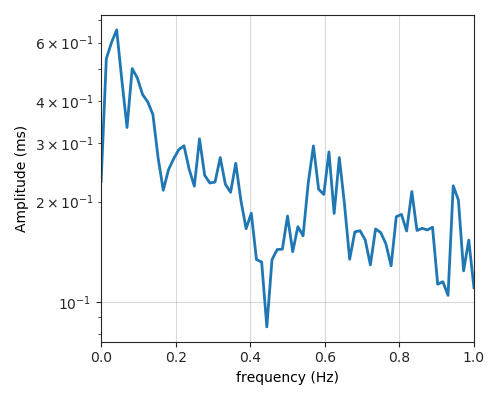 6 × 10⁻¹
4 × 10⁻¹
3 × 10⁻¹
2 × 10⁻¹
10⁻¹
Amplitude (ms)
0.0 0.2 0.4 0.6 0.8 1.0
frequency (Hz)